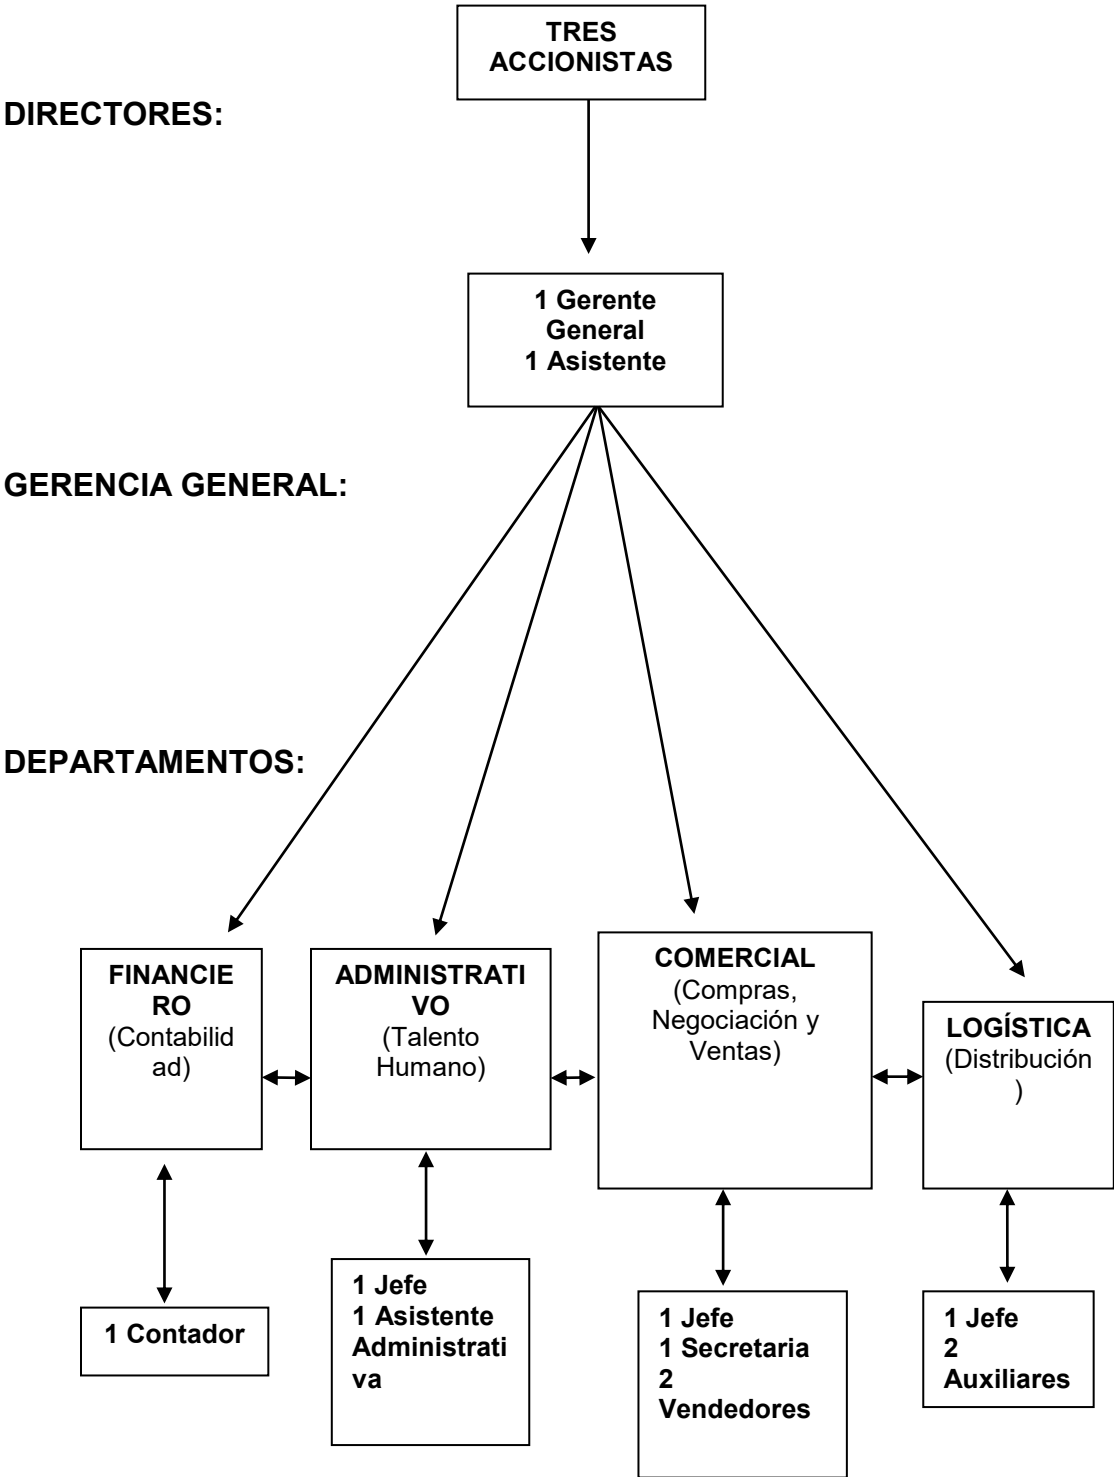 TRES
ACCIONISTAS
DIRECTORES:
1 Gerente
General
1 Asistente
GERENCIA GENERAL:
DEPARTAMENTOS:
FINANCIE
RO
(Contabilid
ad)
ADMINISTRATI
VO
(Talento
Humano)
COMERCIAL
(Compras,
Negociación y
Ventas)
LOGÍSTICA
(Distribución
)
1 Contador
1 Jefe
1 Asistente
Administrati
va
1 Jefe
1 Secretaria
2
Vendedores
1 Jefe
2
Auxiliares